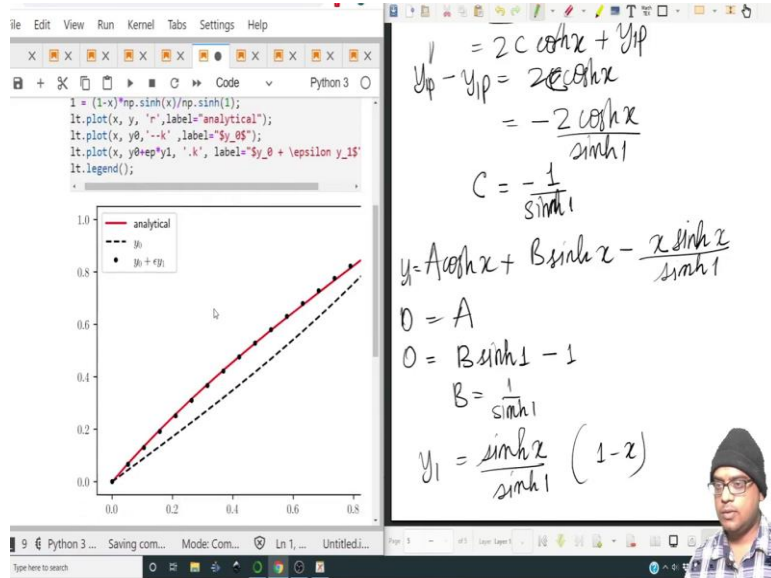 ile Edit View Run Kernel Tabs Settings Help
Code Python 3
l = (1-x)*np.sinh(x)/np.sinh(1);
lt.plot(x, y, 'r',label="analytical")
lt.plot(x, y0,'--k' ,label="$y_0$");
lt.plot(x, y0+ep*y1, '.k', label="$y_0 + \epsilon y_1$"
lt.legend();
analytical
y₀
y₀ + ϵy₁
1.0
0.8
0.6
0.4
0.2
0.0
0.0 0.2 0.4 0.6 0.8
9 Python 3 ... Saving com... Mode: Com... Ln 1, ... Untitled.i...
= 2C coshx + y1p
y1p'' - y1p = 2C coshx
= - 2 coshx / sinh1
C = - 1 / sinh1
y1 = A coshx + B sinhx - x sinhx / sinh1
0 = A
0 = B sinh1 - 1
B = 1 / sinh1
y1 = sinhx / sinh1 (1-x)
Type here to search